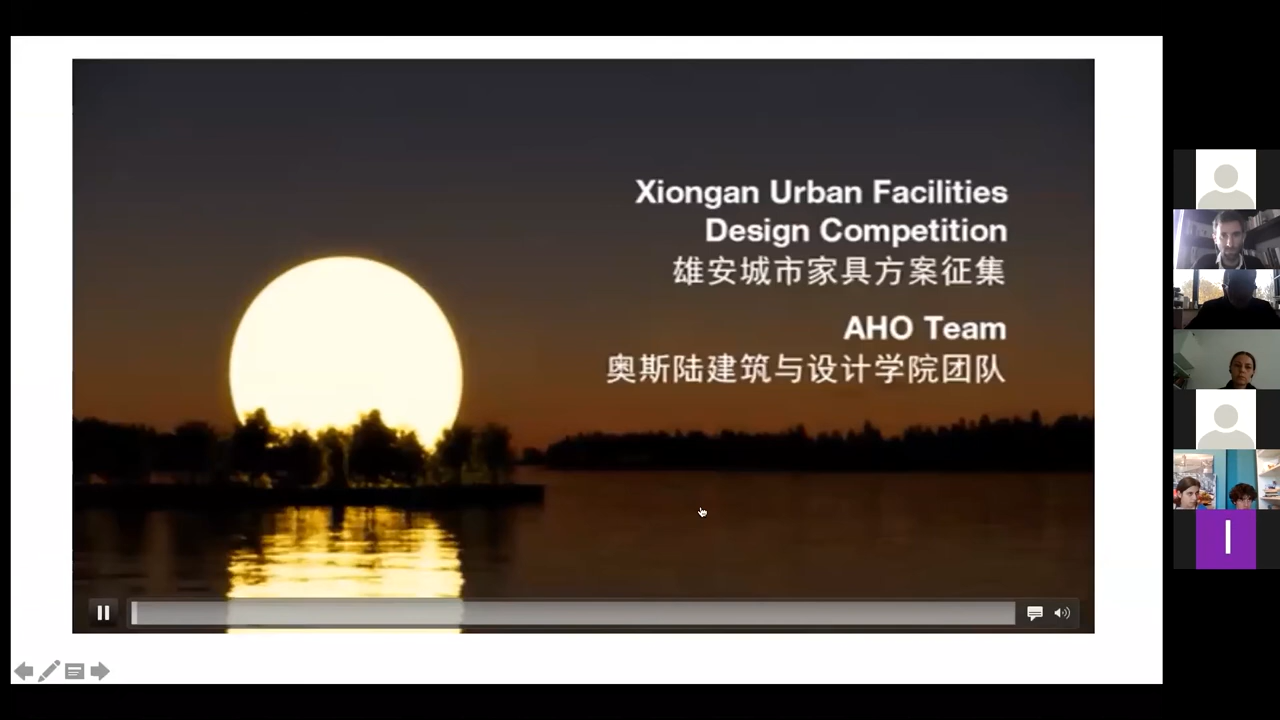 Xiongan Urban Facilities
Design Competition
雄安城市家具方案征集
AHO Team
奥斯陆建筑与设计学院团队
I